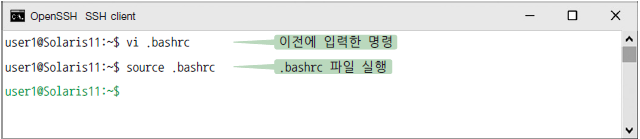 OpenSSH SSH client
user1@Solaris11:~$ vi .bashrc 이전에 입력한 명령
user1@Solaris11:~$ source .bashrc .bashrc 파일 실행
user1@Solaris11:~$